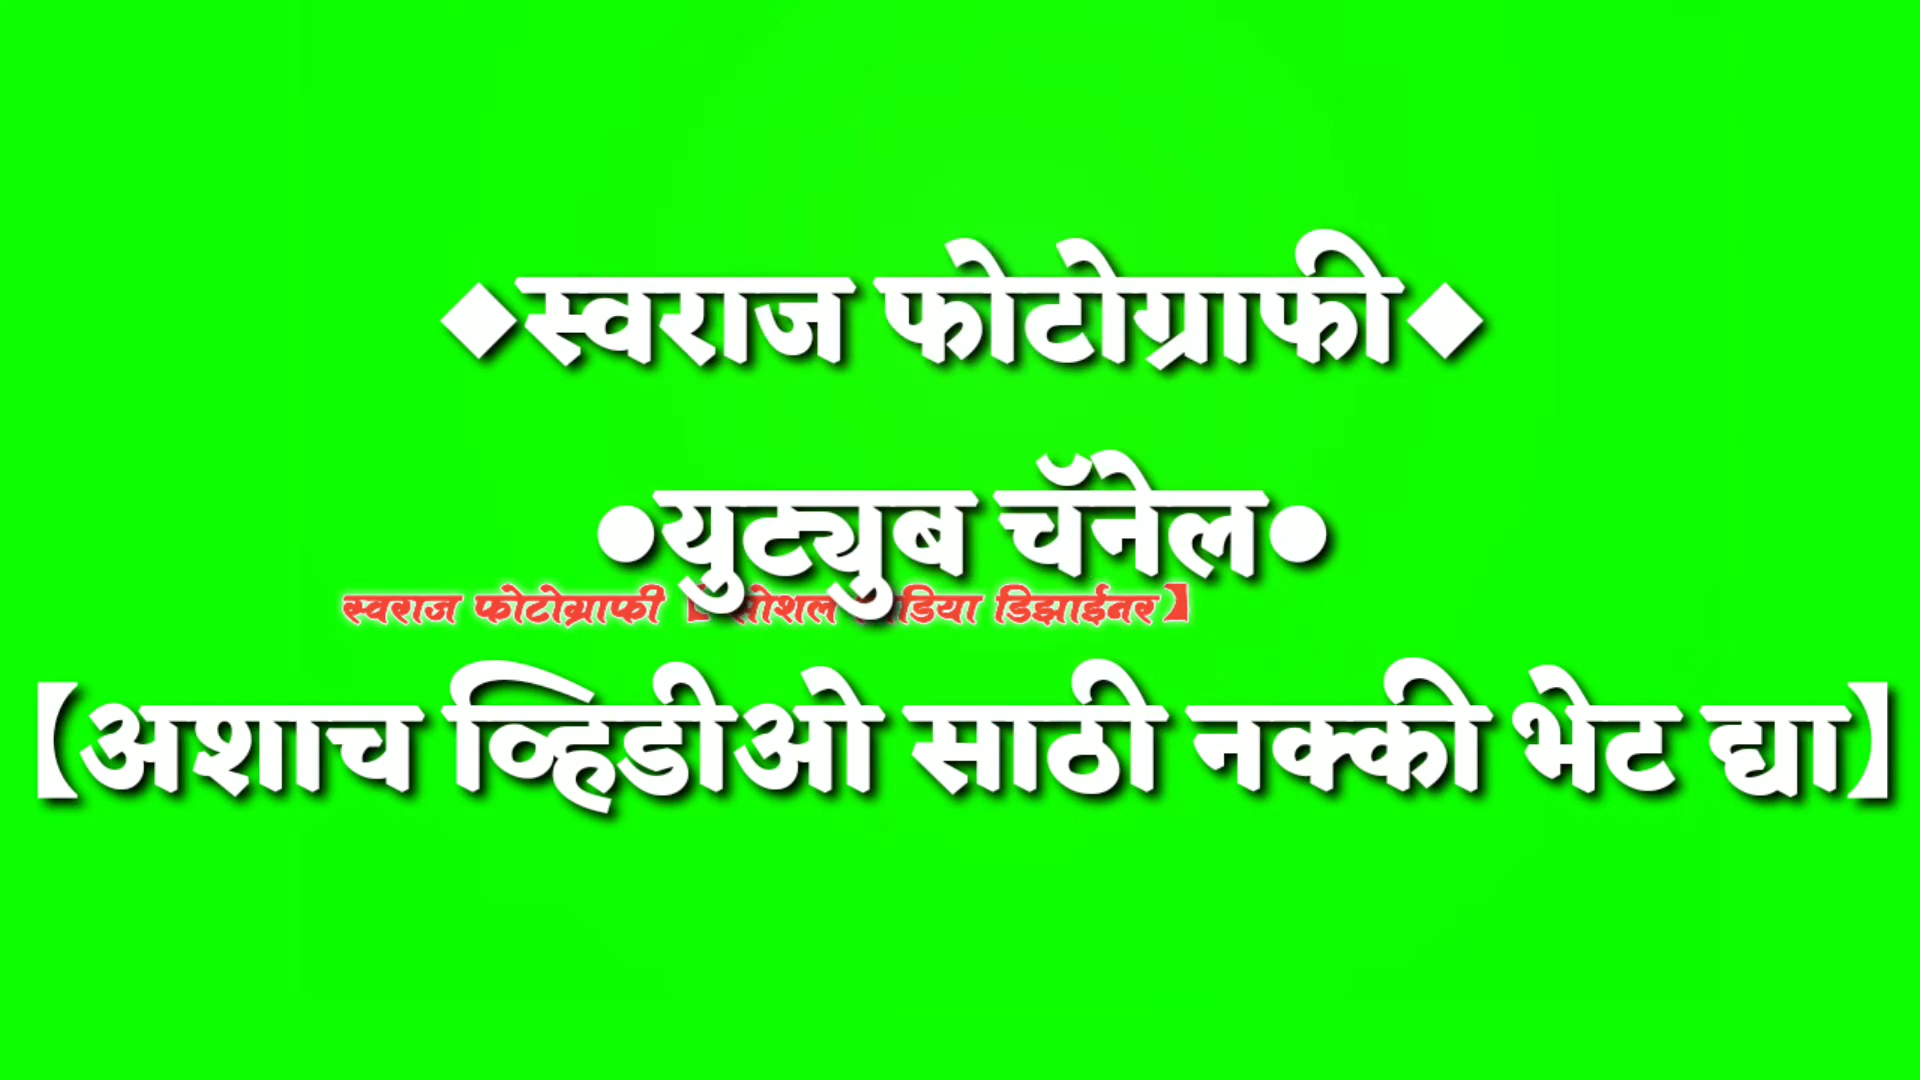 ◆स्वराज फोटोग्राफी◆
●युट्युब चॅनेल●
स्वराज फोटोग्राफी【सोशल मिडिया डिझाईनर】
【अशाच व्हिडीओ साठी नक्की भेट द्या】